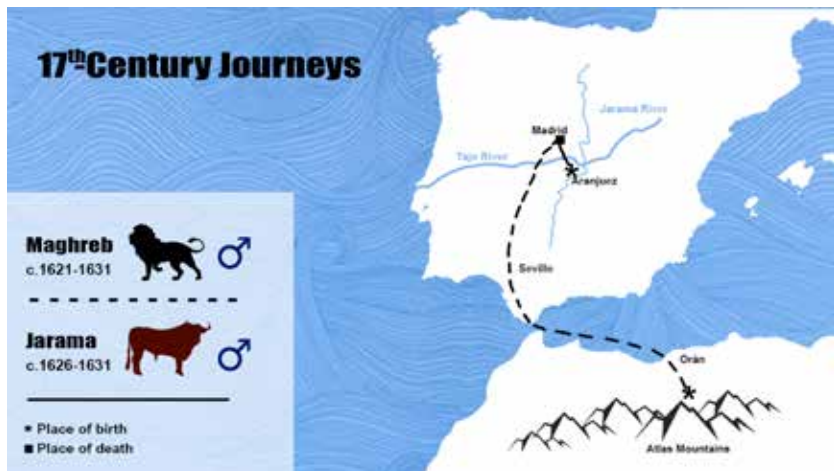 17th Century Journeys
Jarama River
Madrid
Tajo River
Aranjuez
Seville
Orán
Atlas Mountains
Maghreb
c.1621-1631
Jarama
c.1626-1631
Place of birth
Place of death